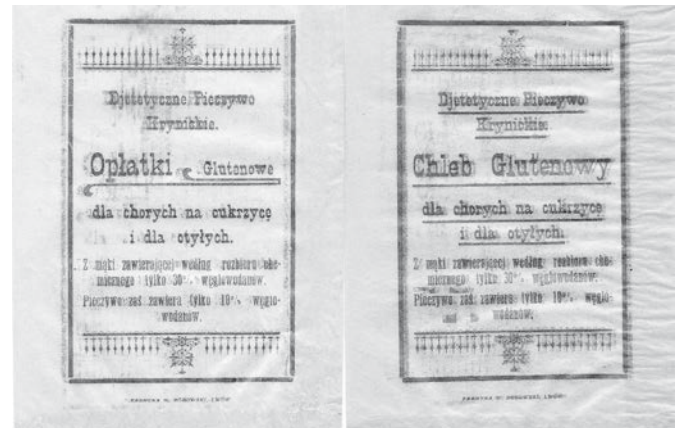 Djetetyczne Pieczywo
Krynickie.
Opłatki Glutenowe
dla chorych na cukrzycę
i dla otyłych.
Z mąki zawierającej według rozbioru che-
micznego tylko 30% węglowodanów.
Pieczywo zaś zawiera tylko 10% węglo-
wodanów.
Djetetyczne Pieczywo
Krynickie.
Chleb Glutenowy
dla chorych na cukrzycę
i dla otyłych.
Z mąki zawierającej według rozbioru che-
micznego tylko 30% węglowodanów.
Pieczywo zaś zawiera tylko 10% węglo-
wodanów.
LWÓW
LWÓW